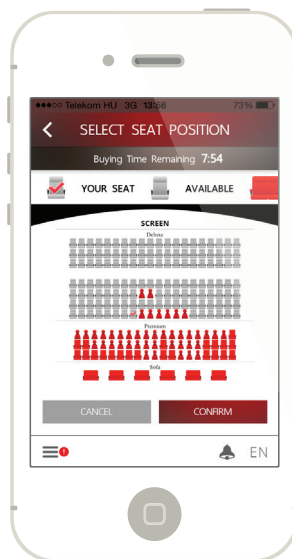 Telekom HU 3G 13:56 73%
SELECT SEAT POSITION
Buying Time Remaining 7:54
YOUR SEAT AVAILABLE
SCREEN
Deluxe
Premium
Sofa
CANCEL CONFIRM
! EN